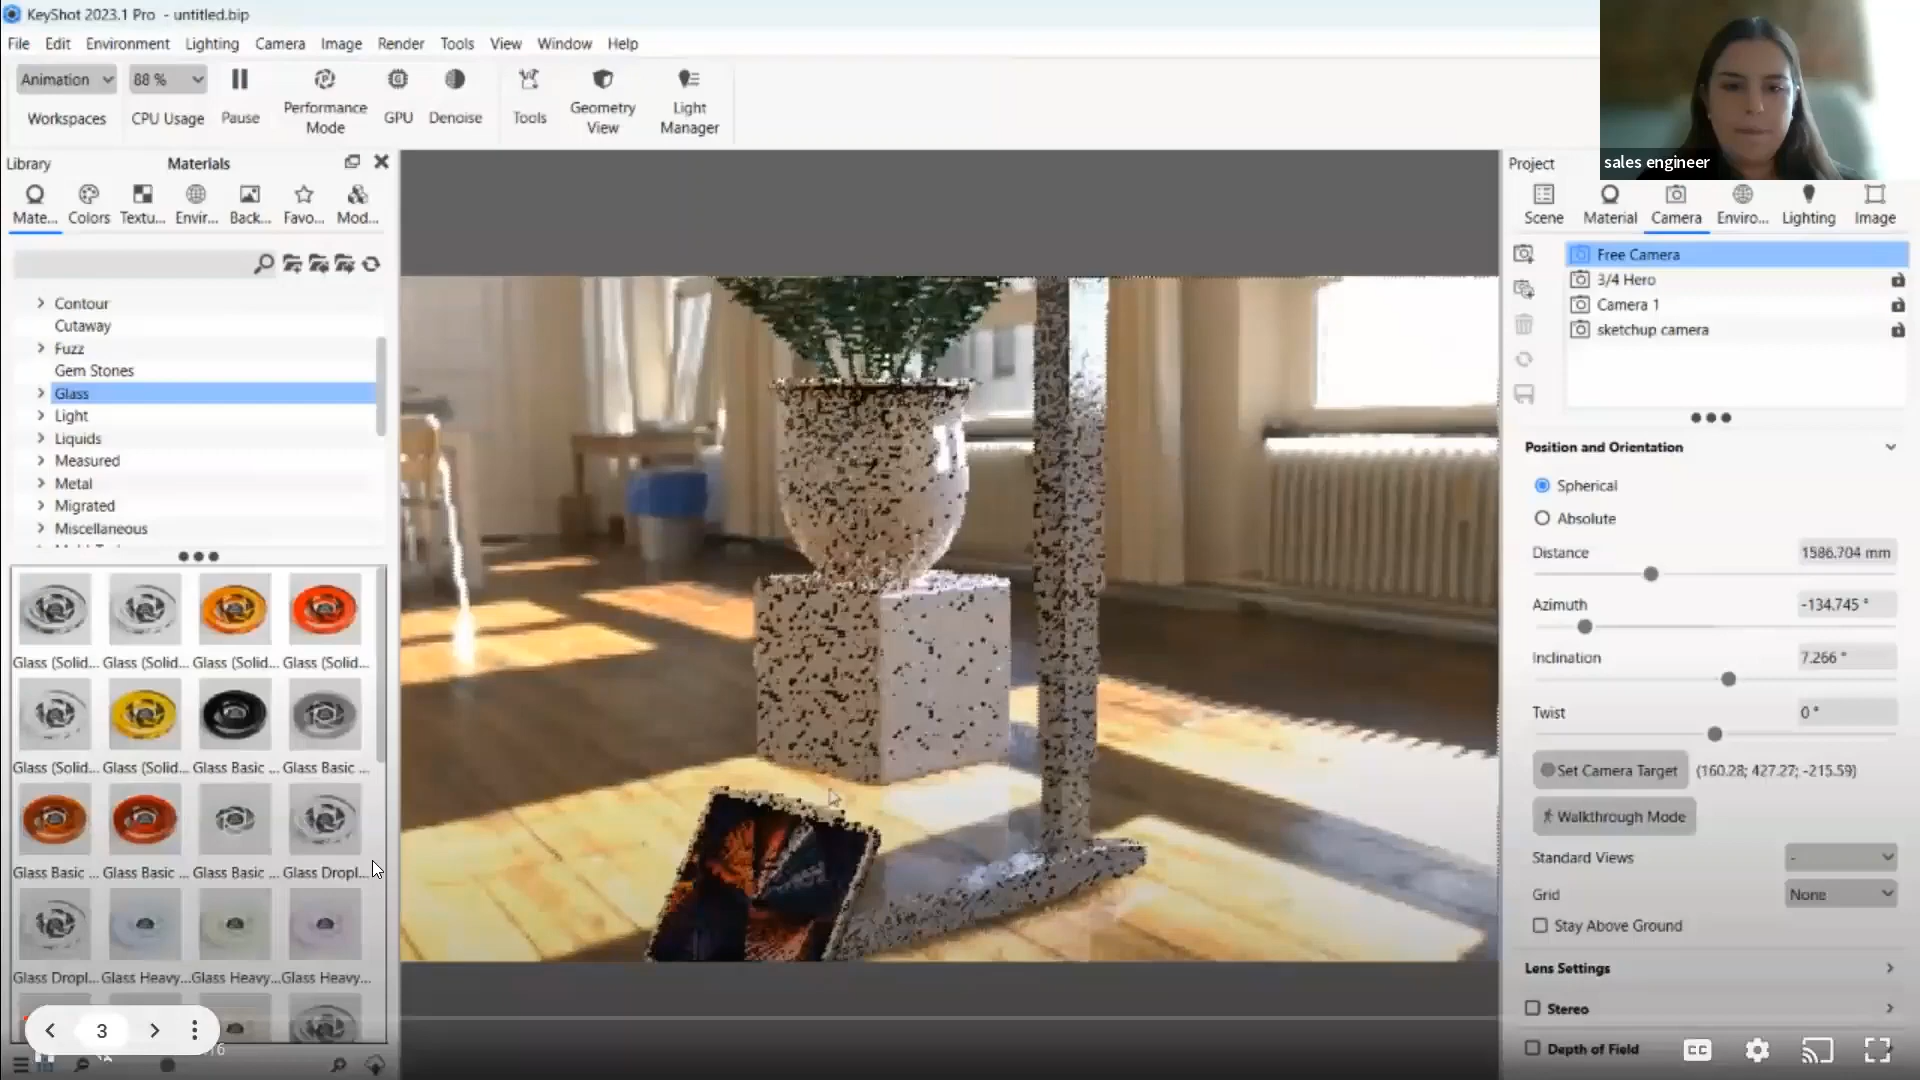 KeyShot 2023.1 Pro - untitled.bip
File Edit Environment Lighting Camera Image Render Tools View Window Help
Animation 88 %
Workspaces CPU Usage Pause Performance Mode GPU Denoise Tools Geometry View Light Manager
sales engineer
Library Materials
Mate... Colors Textu... Envir... Back... Favo... Mod...
Contour
Cutaway
Fuzz
Gem Stones
Glass
Light
Liquids
Measured
Metal
Migrated
Miscellaneous
Glass (Solid... Glass (Solid... Glass (Solid... Glass (Solid...
Glass (Solid... Glass (Solid... Glass Basic ... Glass Basic ...
Glass Basic ... Glass Basic ... Glass Basic ... Glass Dropl...
Glass Dropl... Glass Heavy... Glass Heavy... Glass Heavy...
3
Project
Scene Material Camera Enviro... Lighting Image
Free Camera
3/4 Hero
Camera 1
sketchup camera
Position and Orientation
Spherical
Absolute
Distance 1586.704 mm
Azimuth -134.745 °
Inclination 7.266 °
Twist 0 °
Set Camera Target (160.28; 427.27; -215.59)
Walkthrough Mode
Standard Views -
Grid None
Stay Above Ground
Lens Settings
Stereo
Depth of Field
CC